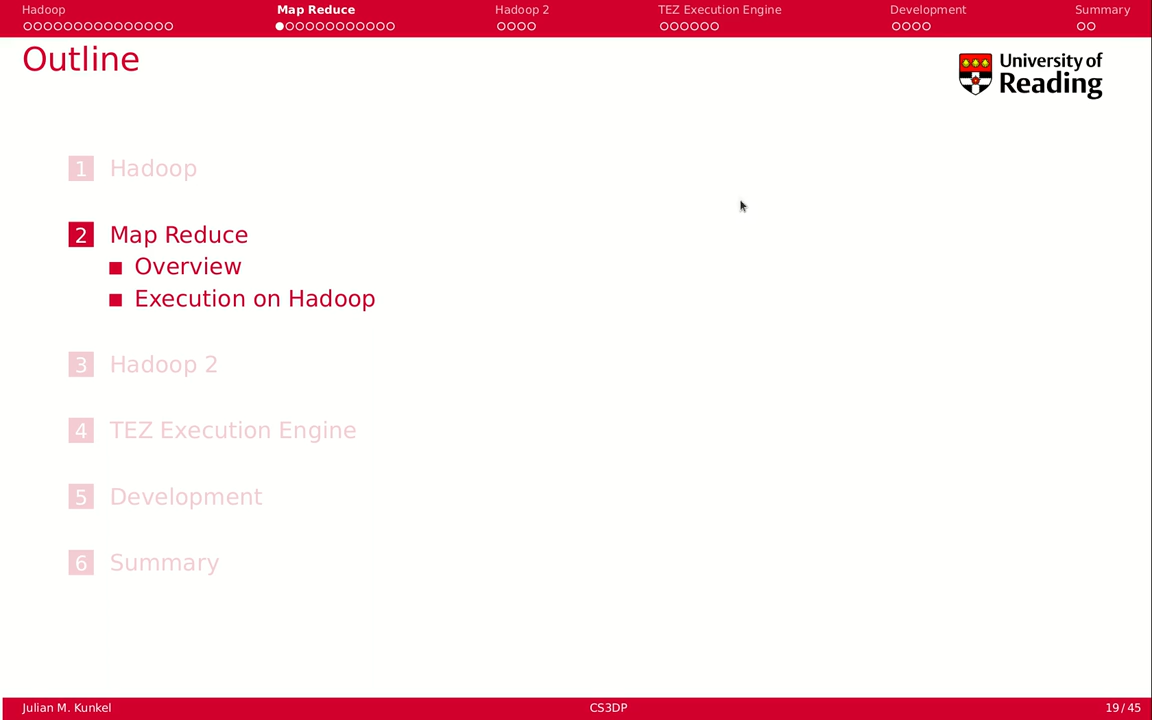 Hadoop Map Reduce Hadoop 2 TEZ Execution Engine Development Summary
Outline
University of
Reading
1 Hadoop
2 Map Reduce
Overview
Execution on Hadoop
3 Hadoop 2
4 TEZ Execution Engine
5 Development
6 Summary
Julian M. Kunkel CS3DP 19/45